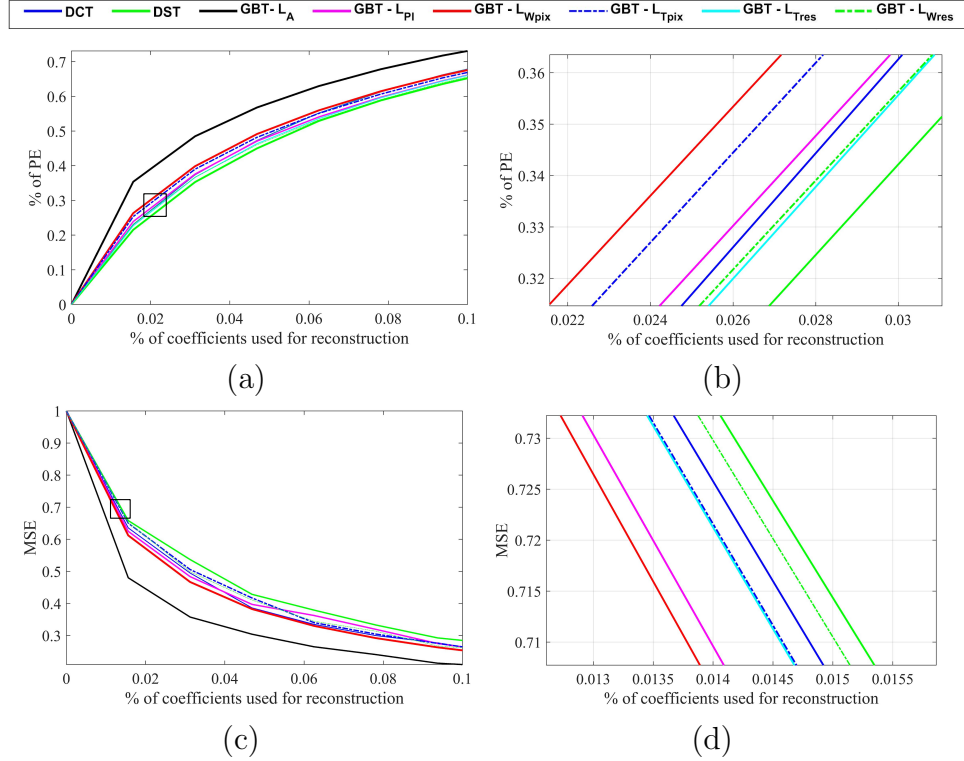 DCT DST GBT- L_A GBT - L_PI GBT - L_Wpix GBT - L_Tpix GBT - L_Tres GBT - L_Wres
0.7
0.6
0.5
0.4
0.3
0.2
0.1
0
% of PE
0 0.02 0.04 0.06 0.08 0.1
% of coefficients used for reconstruction
(a)
0.36
0.35
0.34
0.33
0.32
% of PE
0.022 0.024 0.026 0.028 0.03
% of coefficients used for reconstruction
(b)
1
0.9
0.8
0.7
0.6
0.5
0.4
0.3
MSE
0 0.02 0.04 0.06 0.08 0.1
% of coefficients used for reconstruction
(c)
0.73
0.725
0.72
0.715
0.71
MSE
0.013 0.0135 0.014 0.0145 0.015 0.0155
% of coefficients used for reconstruction
(d)